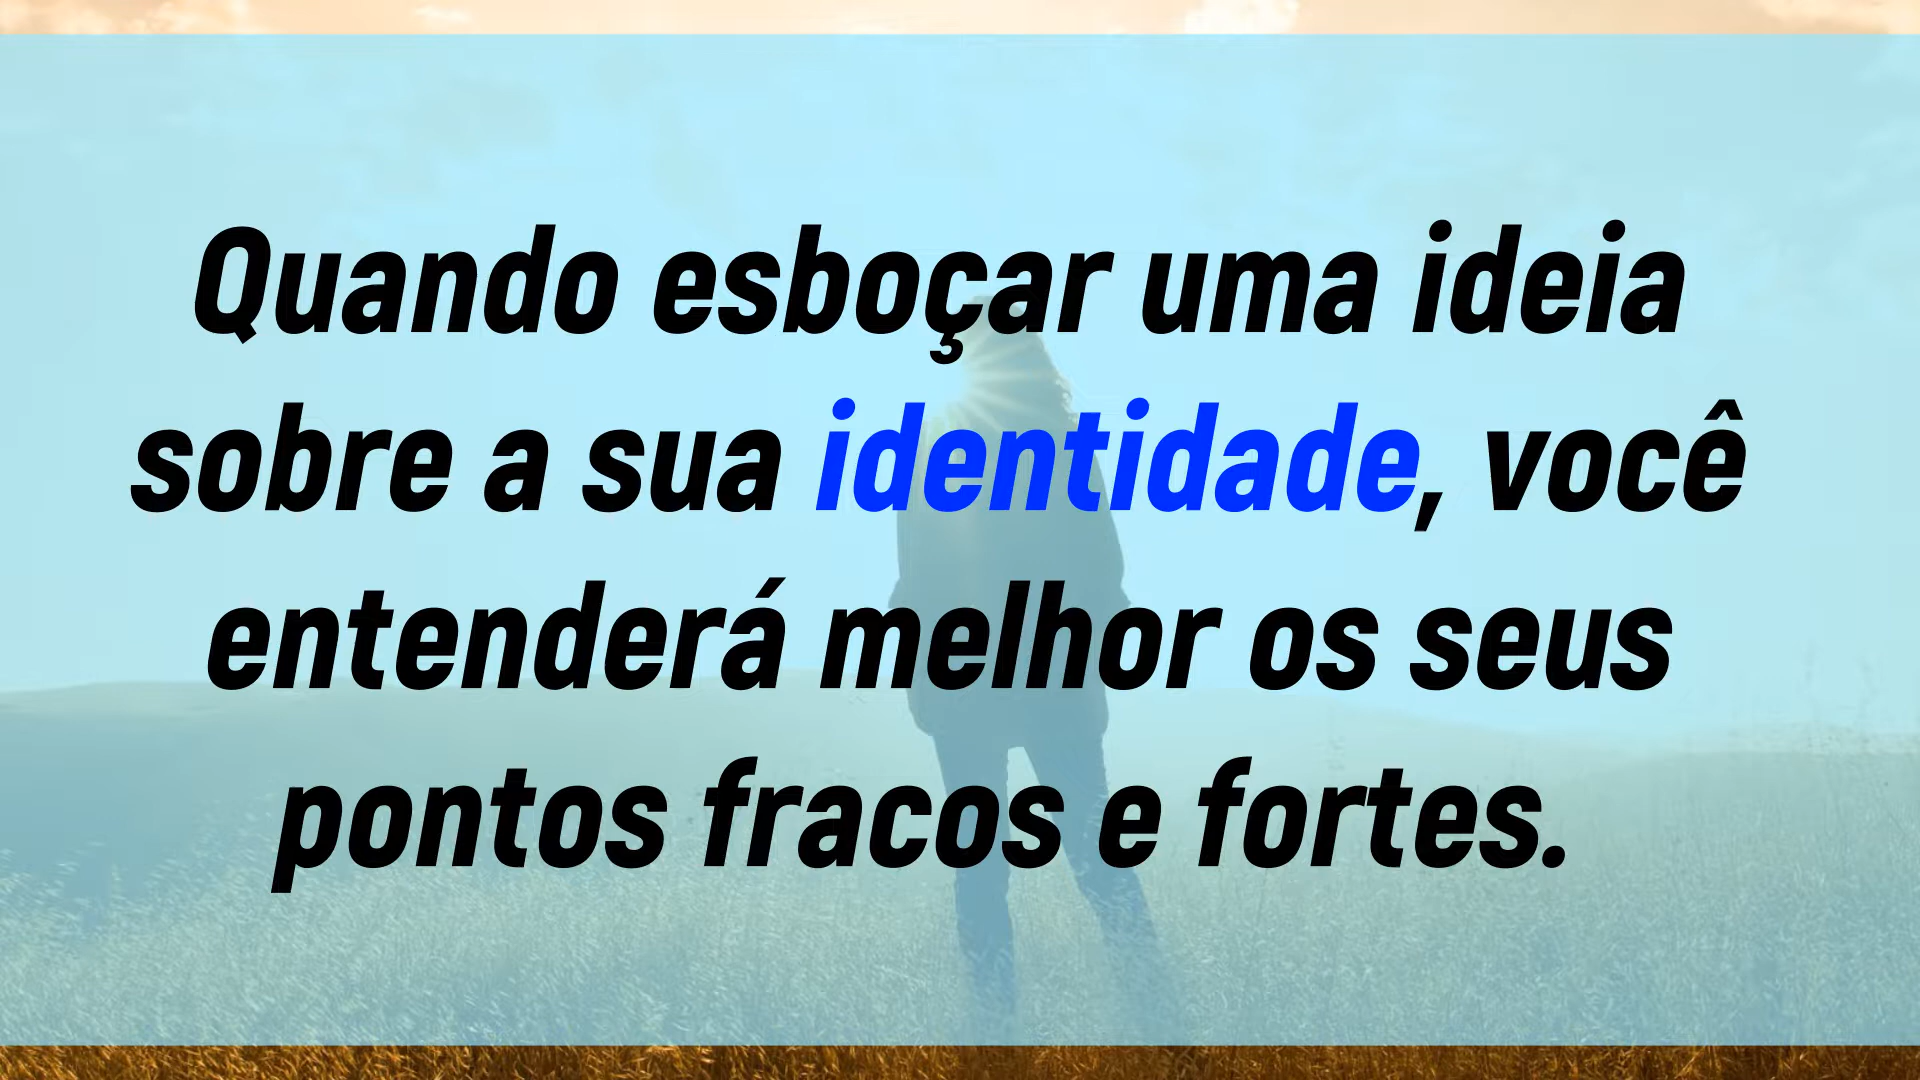 Quando esboçar uma ideia
sobre a sua identidade, você
entenderá melhor os seus
pontos fracos e fortes.